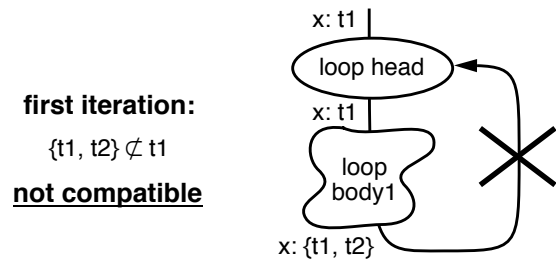 x: t1
loop head
first iteration:
x: t1
{t1, t2} ⊄ t1
loop
body1
not compatible
x: {t1, t2}